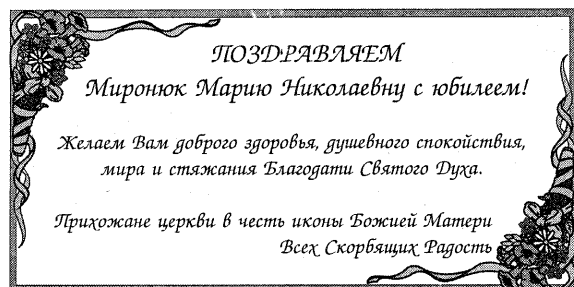 ПОЗДРАВЛЯЕМ
Миронюк Марию Николаевну с юбилеем!
Желаем Вам доброго здоровья, душевного спокойствия,
мира и стяжания Благодати Святого Духа.
Прихожане церкви в честь иконы Божией Матери
Всех Скорбящих Радость